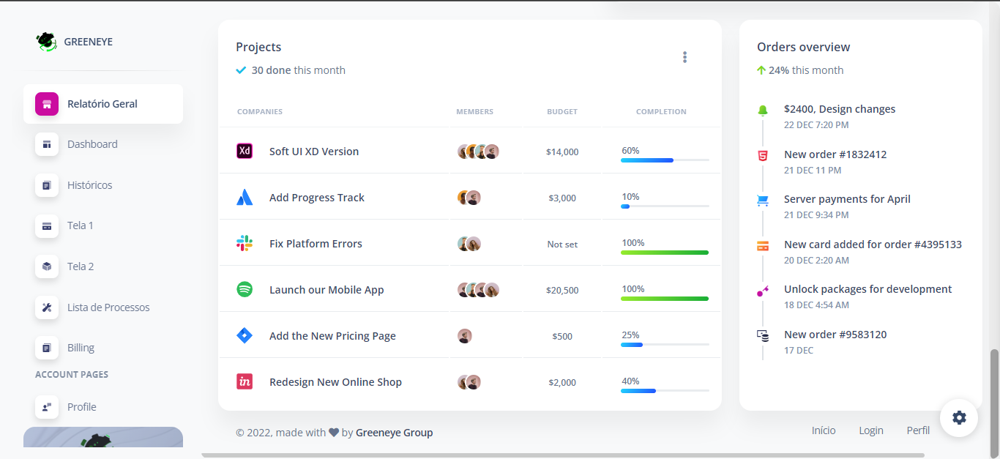 GREENEYE
Relatório Geral
Dashboard
Históricos
Tela 1
Tela 2
Lista de Processos
Billing
ACCOUNT PAGES
Profile
Projects
30 done this month
COMPANIES MEMBERS BUDGET COMPLETION
Xd Soft UI XD Version $14,000 60%
Add Progress Track $3,000 10%
Fix Platform Errors Not set 100%
Launch our Mobile App $20,500 100%
Add the New Pricing Page $500 25%
in Redesign New Online Shop $2,000 40%
Orders overview
24% this month
$2400, Design changes
22 DEC 7:20 PM
New order #1832412
21 DEC 11 PM
Server payments for April
21 DEC 9:34 PM
New card added for order #4395133
20 DEC 2:20 AM
Unlock packages for development
18 DEC 4:54 AM
New order #9583120
17 DEC
© 2022, made with by Greeneye Group
Início Login Perfil